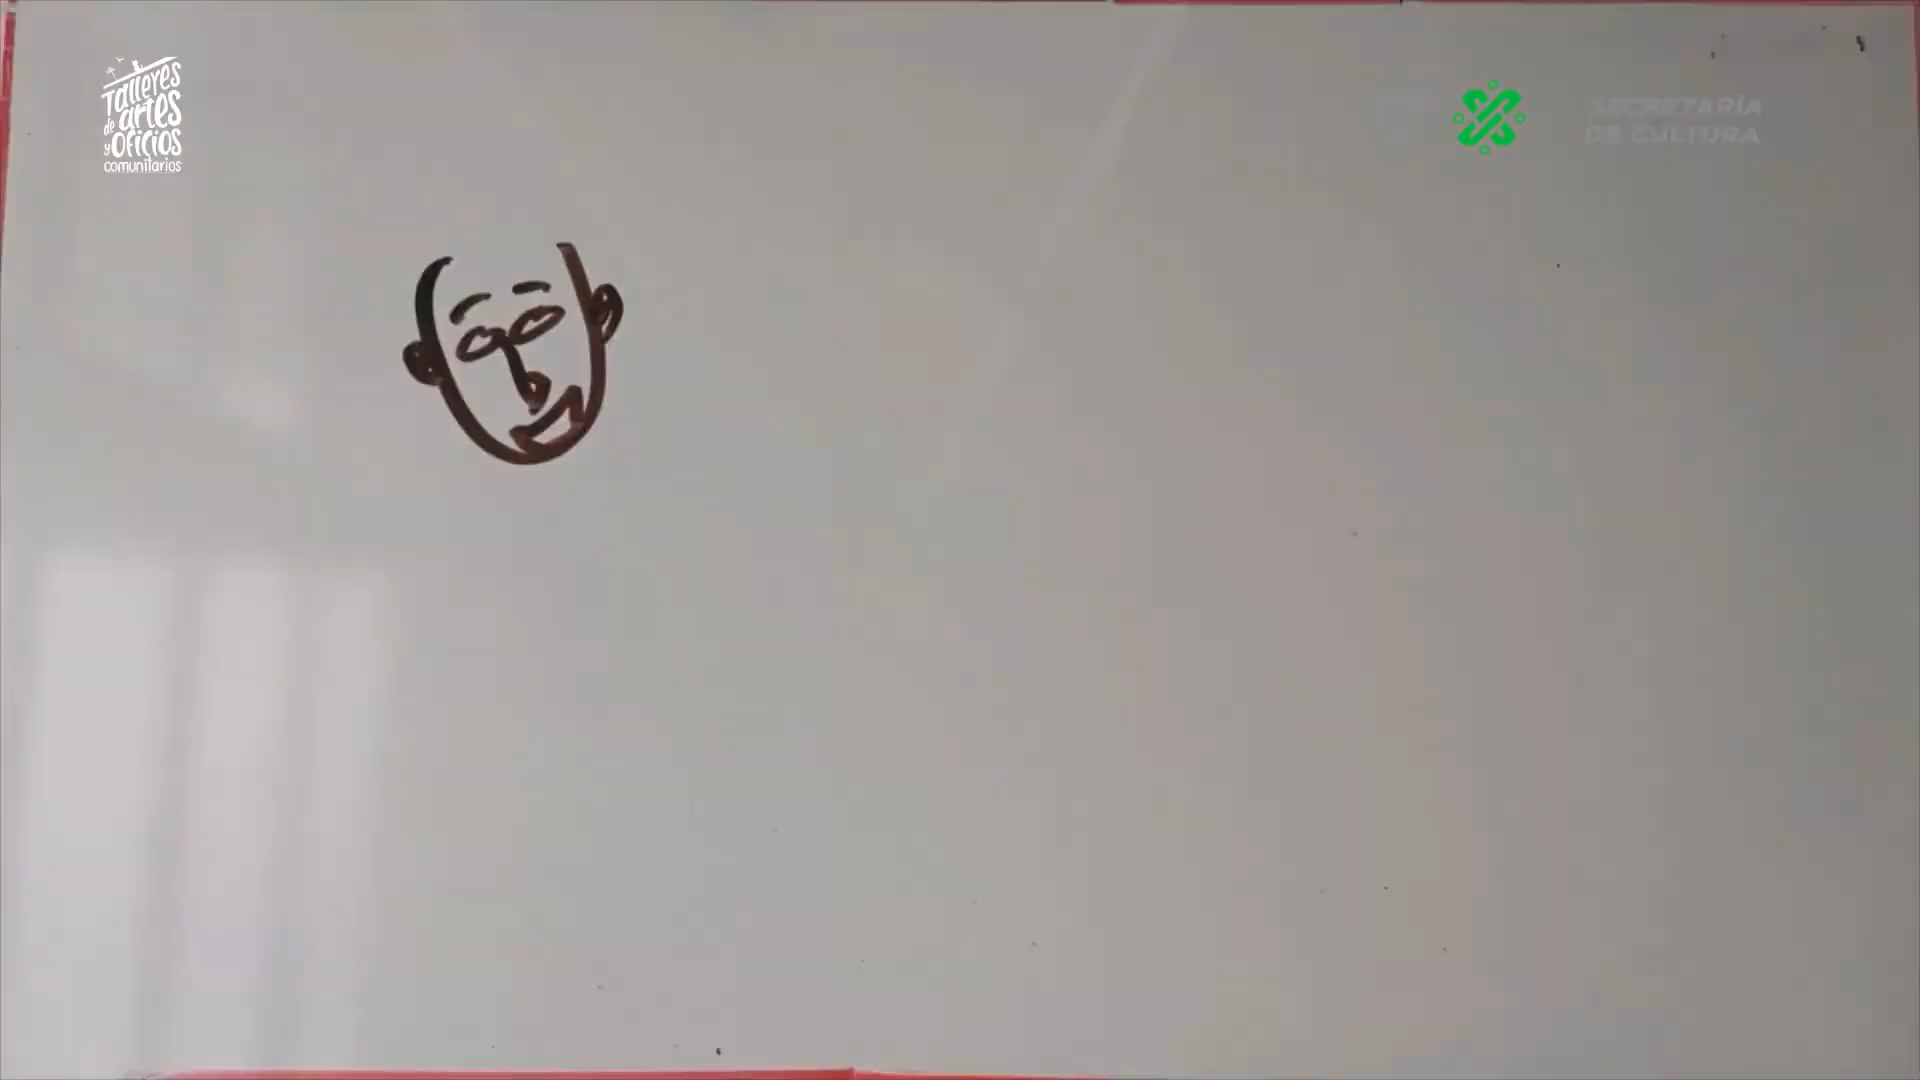 Talleres
de artes
y Oficios
comunitarios
SECRETARÍA
DE CULTURA